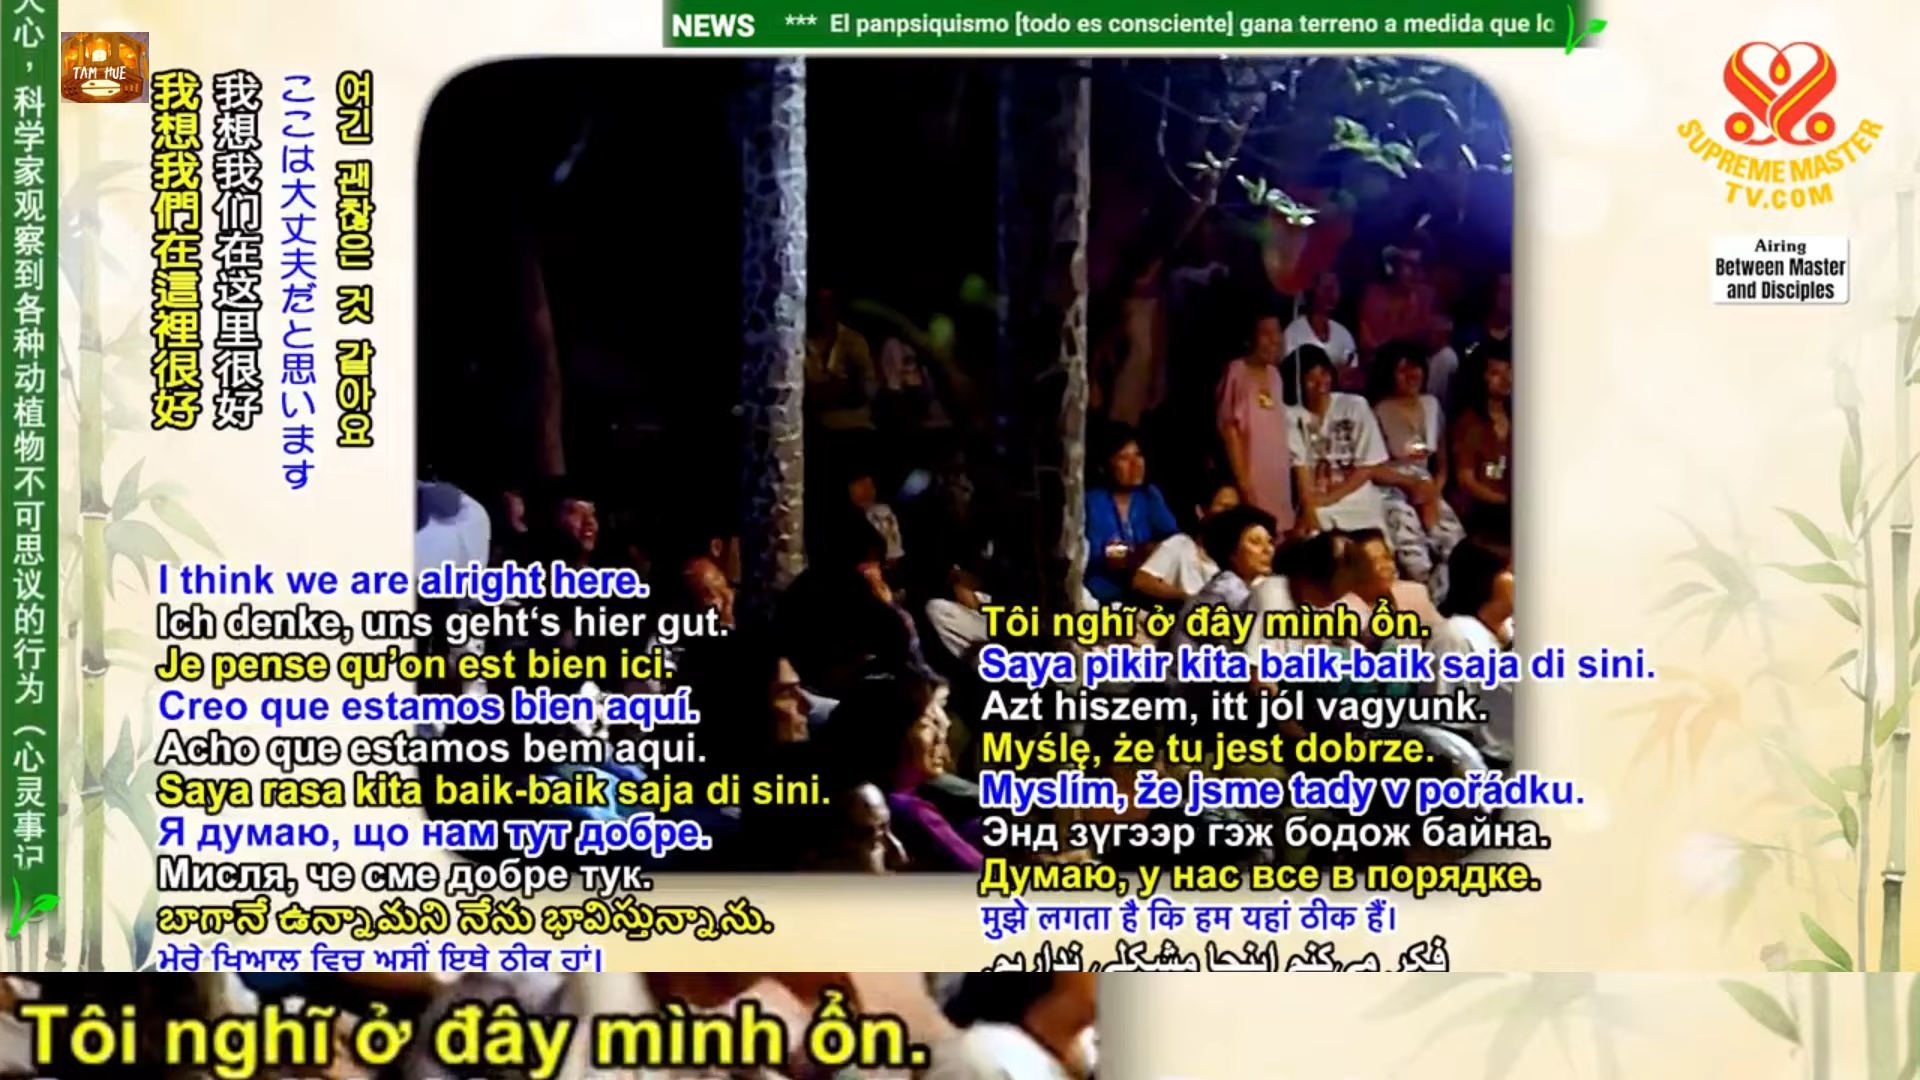 NEWS *** El panpsiquismo [todo es consciente] gana terreno a medida que lo
心，科学家观察到各种动植物不可思议的行为（心灵事记
TÂM HUỆ
我想我們在這裡很好
我想我们在这里很好
ここは大丈夫だと思います
여긴 괜찮은 것 같아요
SUPREME MASTER
TV.COM
Airing
Between Master
and Disciples
I think we are alright here.
Ich denke, uns geht‘s hier gut.
Je pense qu’on est bien ici.
Creo que estamos bien aquí.
Acho que estamos bem aqui.
Saya rasa kita baik-baik saja di sini.
Я думаю, що нам тут добре.
Мисля, че сме добре тук.
బాగానే ఉన్నామని నేను భావిస్తున్నాను.
ਮੇਰੇ ਖਿਆਲ ਵਿਚ ਅਸੀਂ ਇਥੇ ਠੀਕ ਹਾਂ।
Tôi nghĩ ở đây mình ổn.
Saya pikir kita baik-baik saja di sini.
Azt hiszem, itt jól vagyunk.
Myślę, że tu jest dobrze.
Myslím, že jsme tady v pořádku.
Энд зүгээр гэж бодож байна.
Думаю, у нас все в порядке.
मुझे लगता है कि हम यहां ठीक हैं।
فکر می‌کنم اینجا مشکلی نداریم.
Tôi nghĩ ở đây mình ổn.